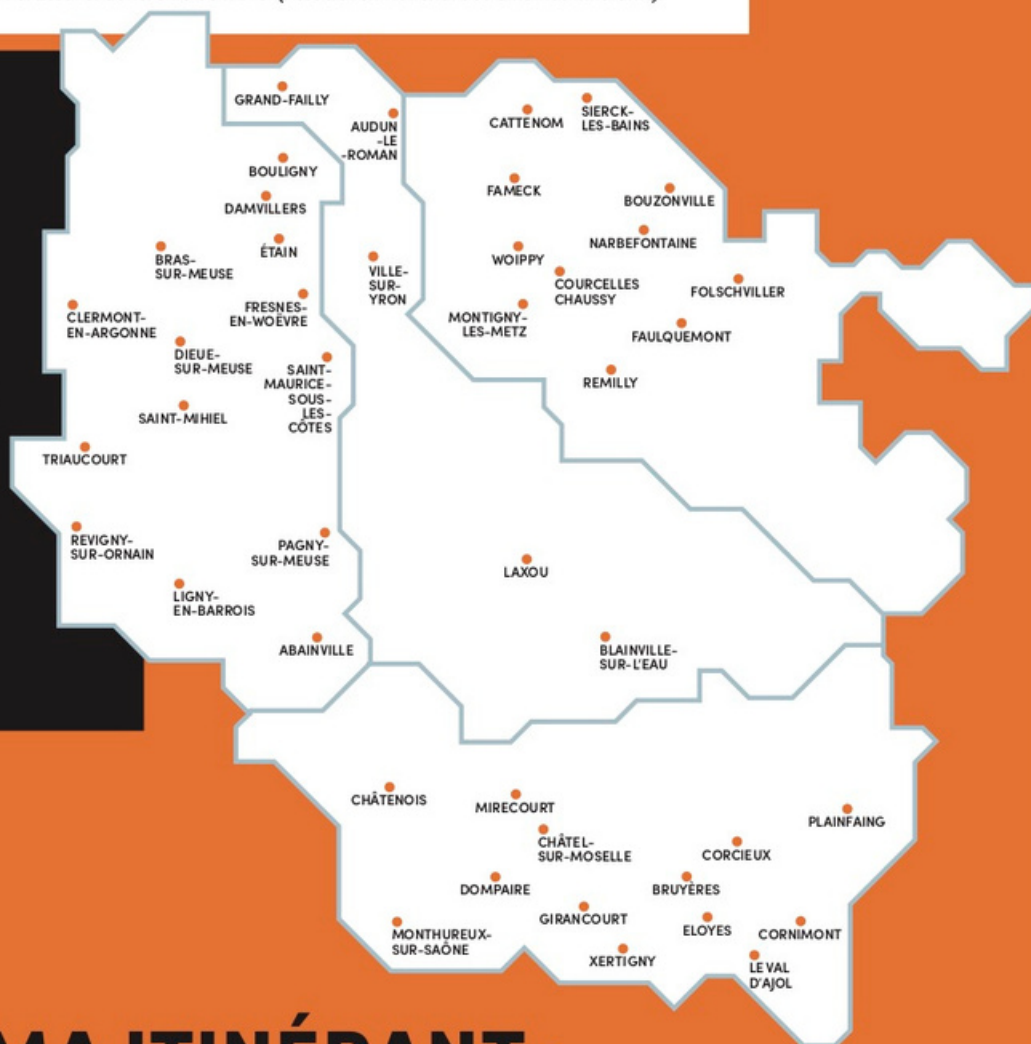 GRAND-FAILLY
AUDUN
-LE
-ROMAN
BOULIGNY
DAMVILLERS
ÉTAIN
BRAS-
SUR-MEUSE
VILLE-
SUR-
YRON
CLERMONT-
EN-ARGONNE
FRESNES-
EN-WOËVRE
DIEUE-
SUR-MEUSE
SAINT-
MAURICE-
SOUS-
LES-
CÔTES
SAINT-MIHIEL
TRIAUCOURT
REVIGNY-
SUR-ORNAIN
PAGNY-
SUR-MEUSE
LIGNY-
EN-BARROIS
ABAINVILLE
CATTENOM
SIERCK-
LES-BAINS
FAMECK
BOUZONVILLE
NARBEFONTAINE
WOIPPY
COURCELLES
CHAUSSY
FOLSCHVILLER
MONTIGNY-
LES-METZ
FAULQUEMONT
REMILLY
LAXOU
BLAINVILLE-
SUR-L'EAU
CHÂTENOIS
MIRECOURT
PLAINFAING
CHÂTEL-
SUR-MOSELLE
CORCIEUX
DOMPAIRE
BRUYÈRES
GIRANCOURT
ELOYES
CORNIMONT
MONTHUREUX-
SUR-SAÔNE
XERTIGNY
LE VAL
D'AJOL
MA ITINÉRANT